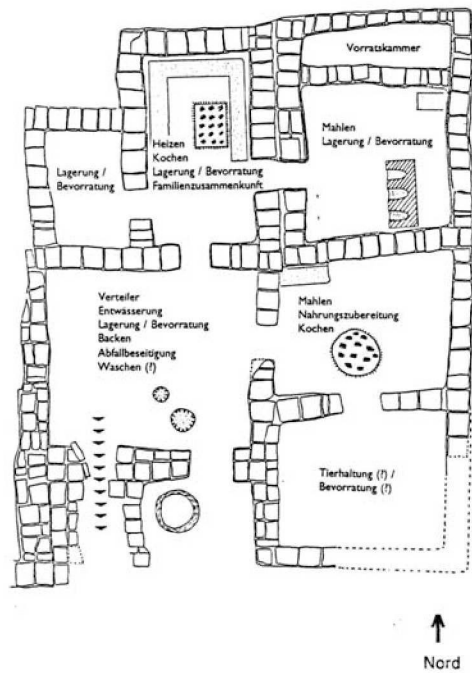 Vorratskammer
Heizen
Kochen
Lagerung / Bevorratung
Familienzusammenkunft
Mahlen
Lagerung / Bevorratung
Lagerung /
Bevorratung
Verteiler
Entwässerung
Lagerung / Bevorratung
Backen
Abfallbeseitigung
Waschen (?)
Mahlen
Nahrungszubereitung
Kochen
Tierhaltung (?) /
Bevorratung (?)
Nord